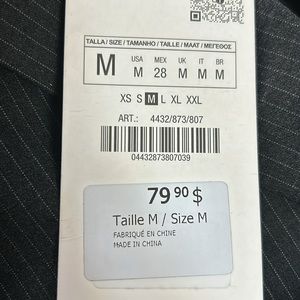 TALLA / SIZE / TAMANHO / TAILLE / MAAT / ΜΕΓΕΘΟΣ
M
USA MEX UK IT BR
M 28 M M M
XS S M L XL XXL
ART.: 4432/873/807
04432873807039
79 90 $
Taille M / Size M
FABRIQUÉ EN CHINE
MADE IN CHINA